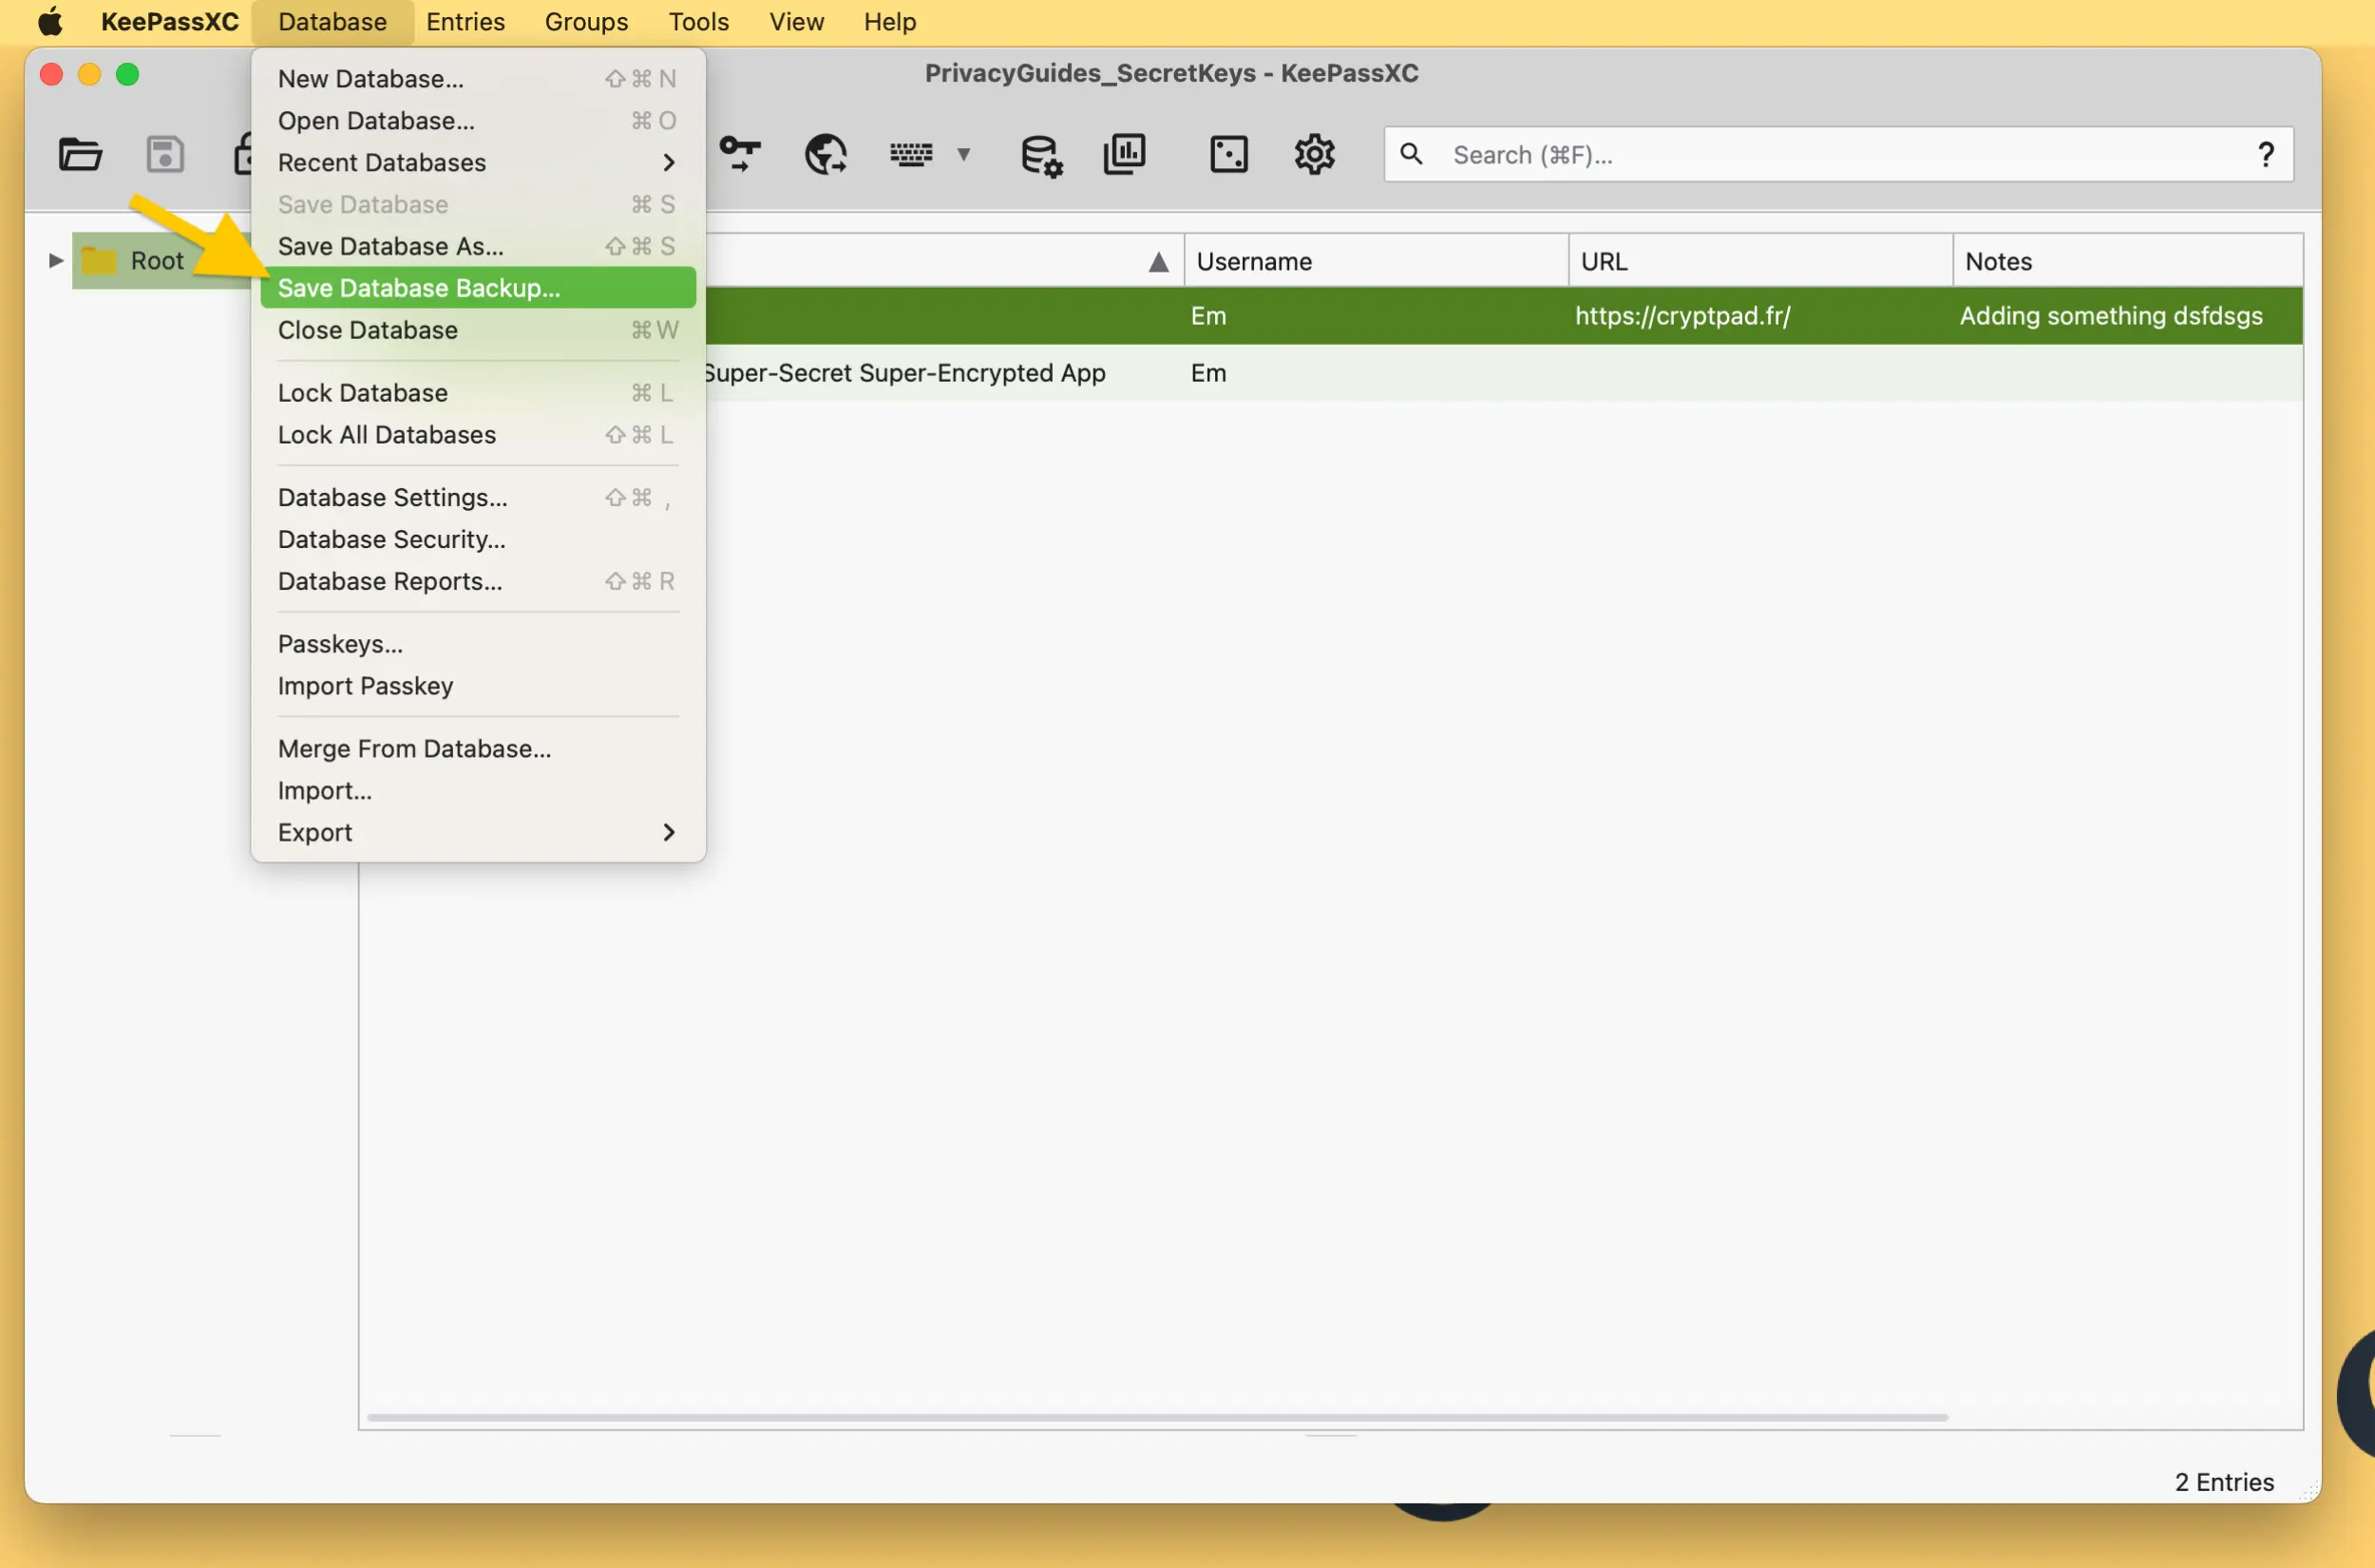 KeePassXC Database Entries Groups Tools View Help
PrivacyGuides_SecretKeys - KeePassXC
Search (⌘F)... ?
New Database... ⇧⌘N
Open Database... ⌘O
Recent Databases
Save Database ⌘S
Save Database As... ⇧⌘S
Save Database Backup...
Close Database ⌘W
Lock Database ⌘L
Lock All Databases ⇧⌘L
Database Settings... ⇧⌘,
Database Security...
Database Reports... ⇧⌘R
Passkeys...
Import Passkey
Merge From Database...
Import...
Export
Root
Username URL Notes
Em https://cryptpad.fr/ Adding something dsfdsgs
Super-Secret Super-Encrypted App Em
2 Entries